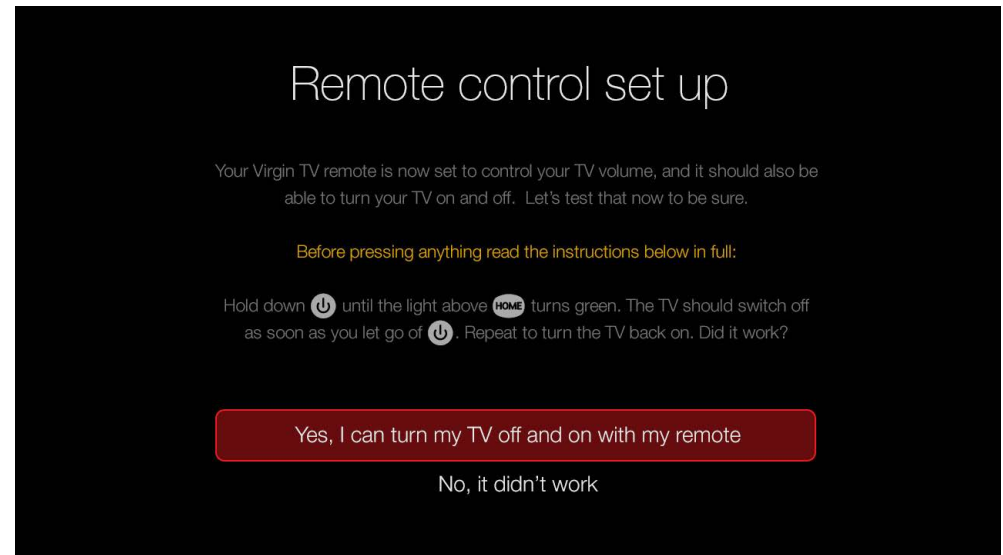 Remote control set up
Your Virgin TV remote is now set to control your TV volume, and it should also be
able to turn your TV on and off.  Let's test that now to be sure.
Before pressing anything read the instructions below in full:
Hold down until the light above HOME turns green. The TV should switch off
as soon as you let go of . Repeat to turn the TV back on. Did it work?
Yes, I can turn my TV off and on with my remote
No, it didn't work